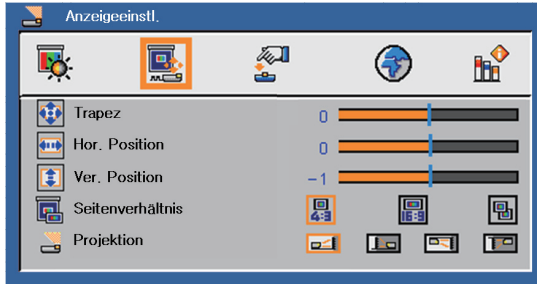 Anzeigeeinstl.
Trapez 0
Hor. Position 0
Ver. Position -1
Seitenverhältnis 4:3 16:9
Projektion